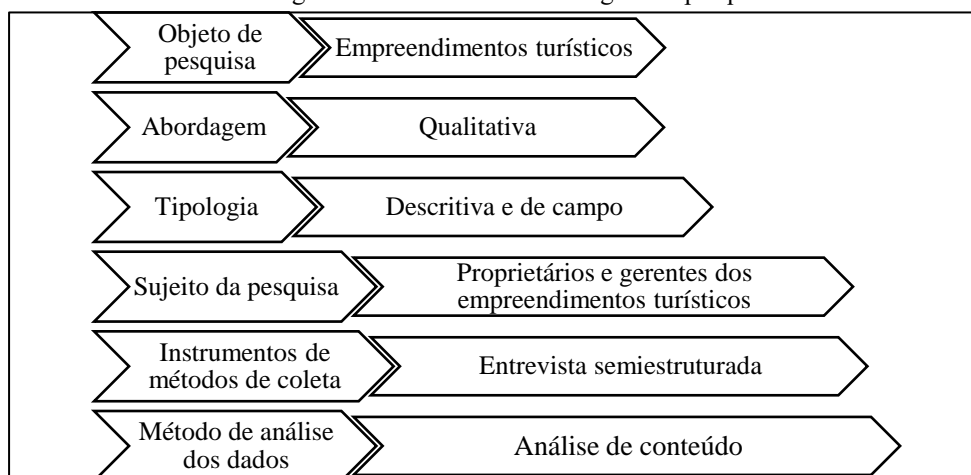 Objeto de
pesquisa
Empreendimentos turísticos
Abordagem
Qualitativa
Tipologia
Descritiva e de campo
Sujeito da pesquisa
Proprietários e gerentes dos
empreendimentos turísticos
Instrumentos de
métodos de coleta
Entrevista semiestruturada
Método de análise
dos dados
Análise de conteúdo